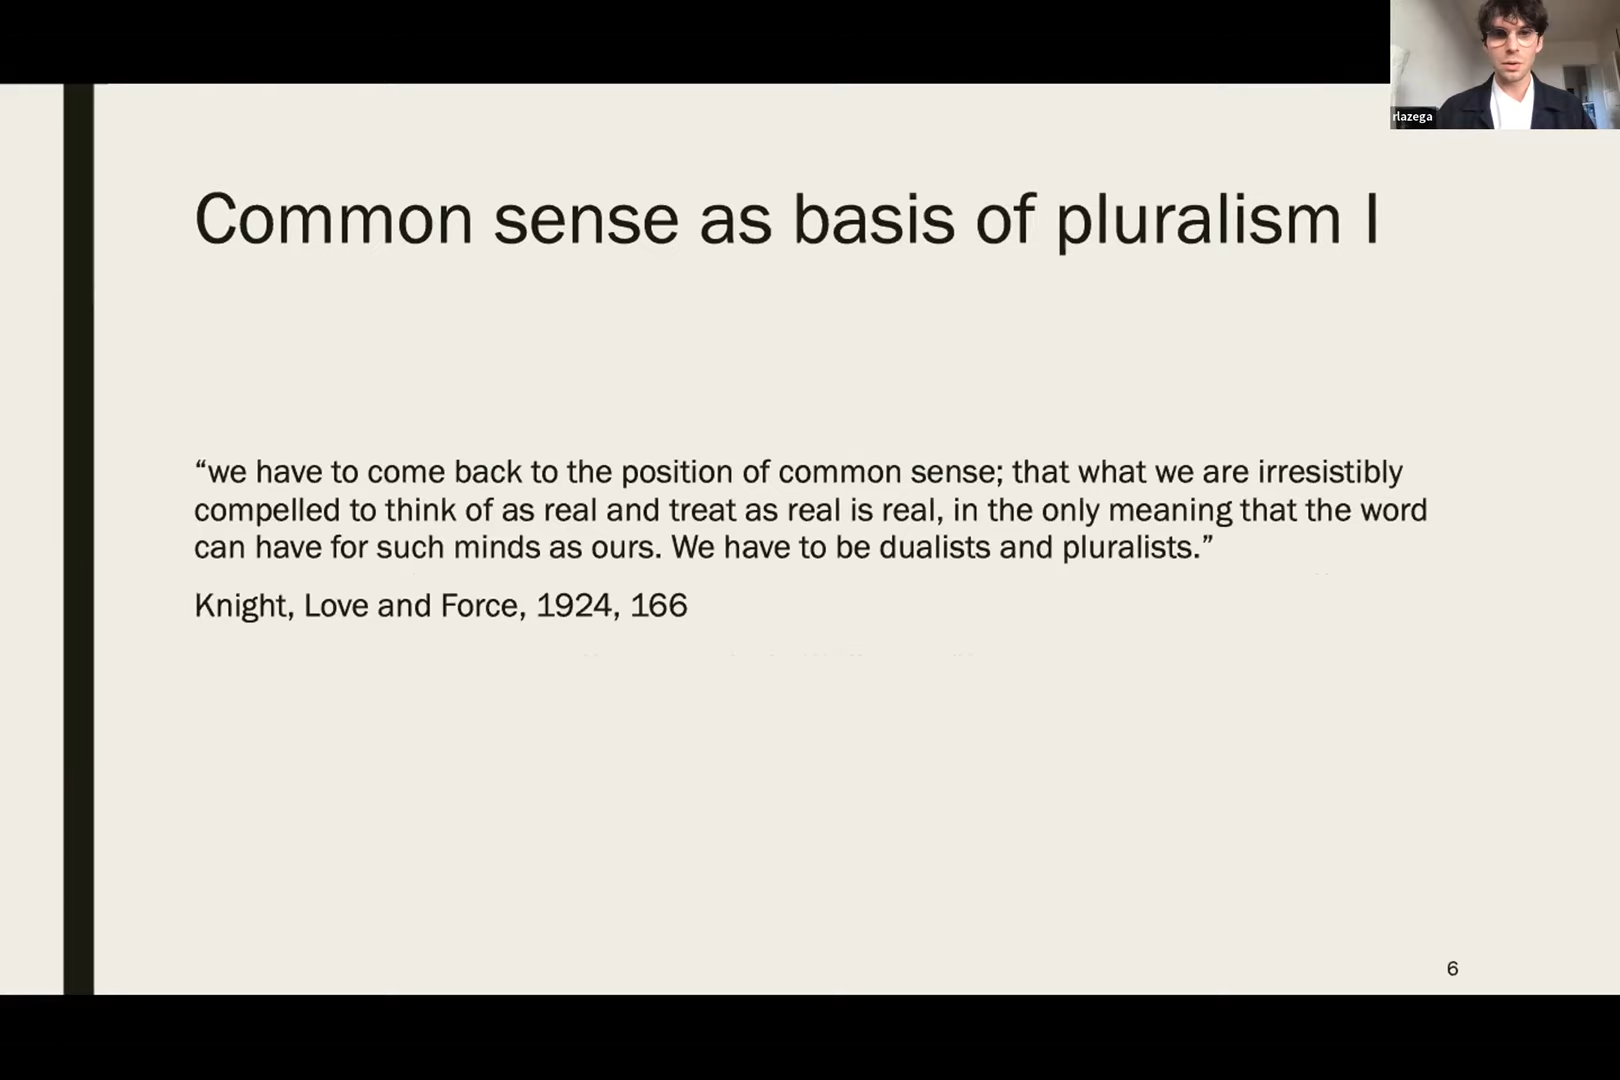 rlazega
Common sense as basis of pluralism I
“we have to come back to the position of common sense; that what we are irresistibly
compelled to think of as real and treat as real is real, in the only meaning that the word
can have for such minds as ours. We have to be dualists and pluralists.”
Knight, Love and Force, 1924, 166
6